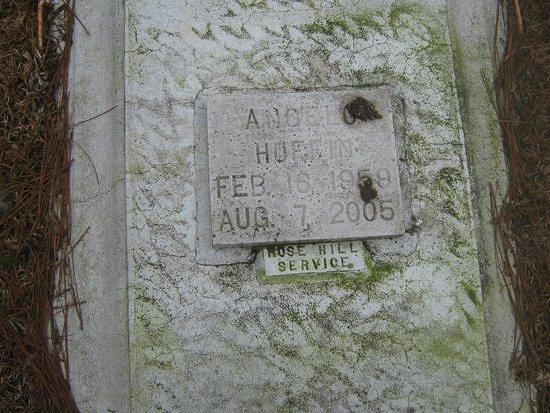 ANGELO
HUFFIN
FEB 16 1959
AUG 7 2005
ROSE HILL
SERVICE